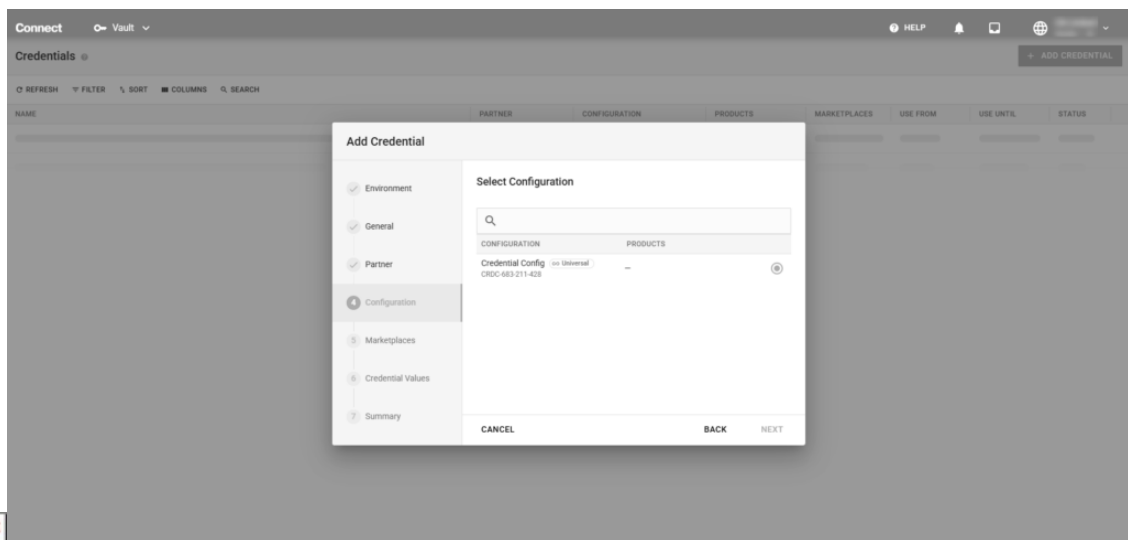 Connect Vault HELP
Credentials + ADD CREDENTIAL
REFRESH FILTER SORT COLUMNS SEARCH
NAME PARTNER CONFIGURATION PRODUCTS MARKETPLACES USE FROM USE UNTIL STATUS
Add Credential
Environment
General
Partner
4 Configuration
5 Marketplaces
6 Credential Values
7 Summary
Select Configuration
CONFIGURATION PRODUCTS
Credential Config Universal –
CRDC-683-211-428
CANCEL BACK NEXT